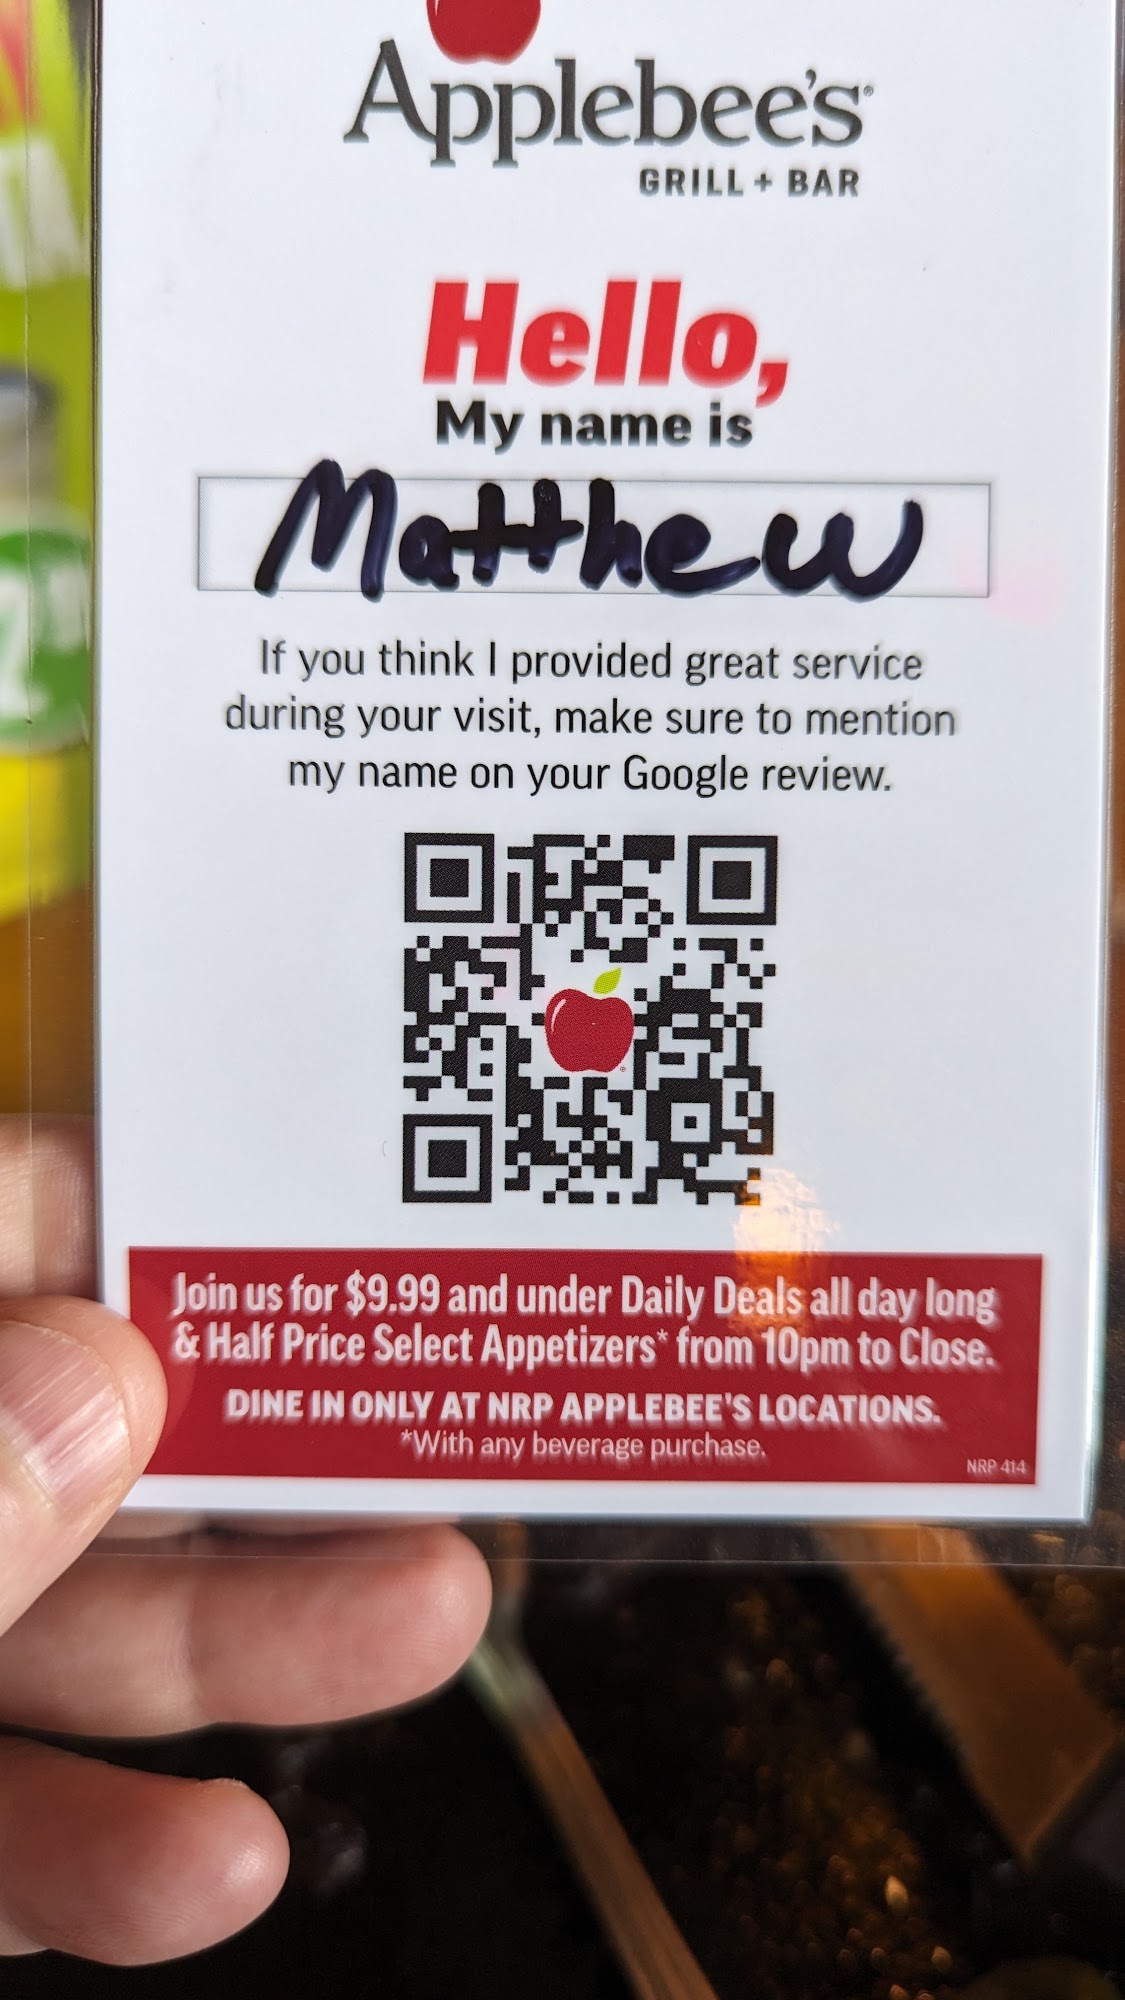 Applebee's®
GRILL + BAR
Hello,
My name is
Matthew
If you think I provided great service
during your visit, make sure to mention
my name on your Google review.
Join us for $9.99 and under Daily Deals all day long
& Half Price Select Appetizers* from 10pm to Close.
DINE IN ONLY AT NRP APPLEBEE'S LOCATIONS.
*With any beverage purchase.
NRP 414